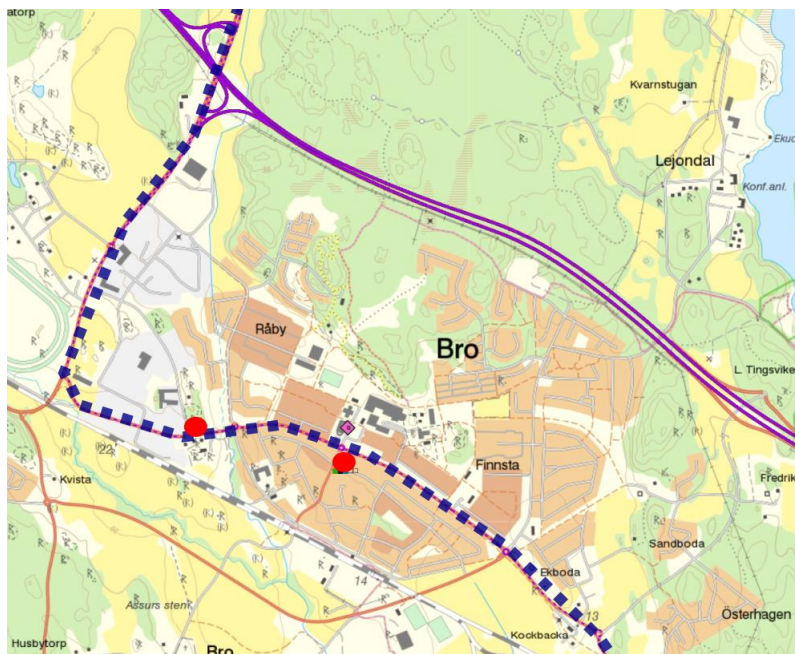 atorp
Kvarnstugan
Ekud
Lejondal
Konf.anl.
Råby
Bro
L. Tingsvike
22
Kvista
Finnsta
Fredrik
Sandboda
14
Ekboda
Assurs sten
13
Österhagen
Kockbacka
Husbytorp
Bro